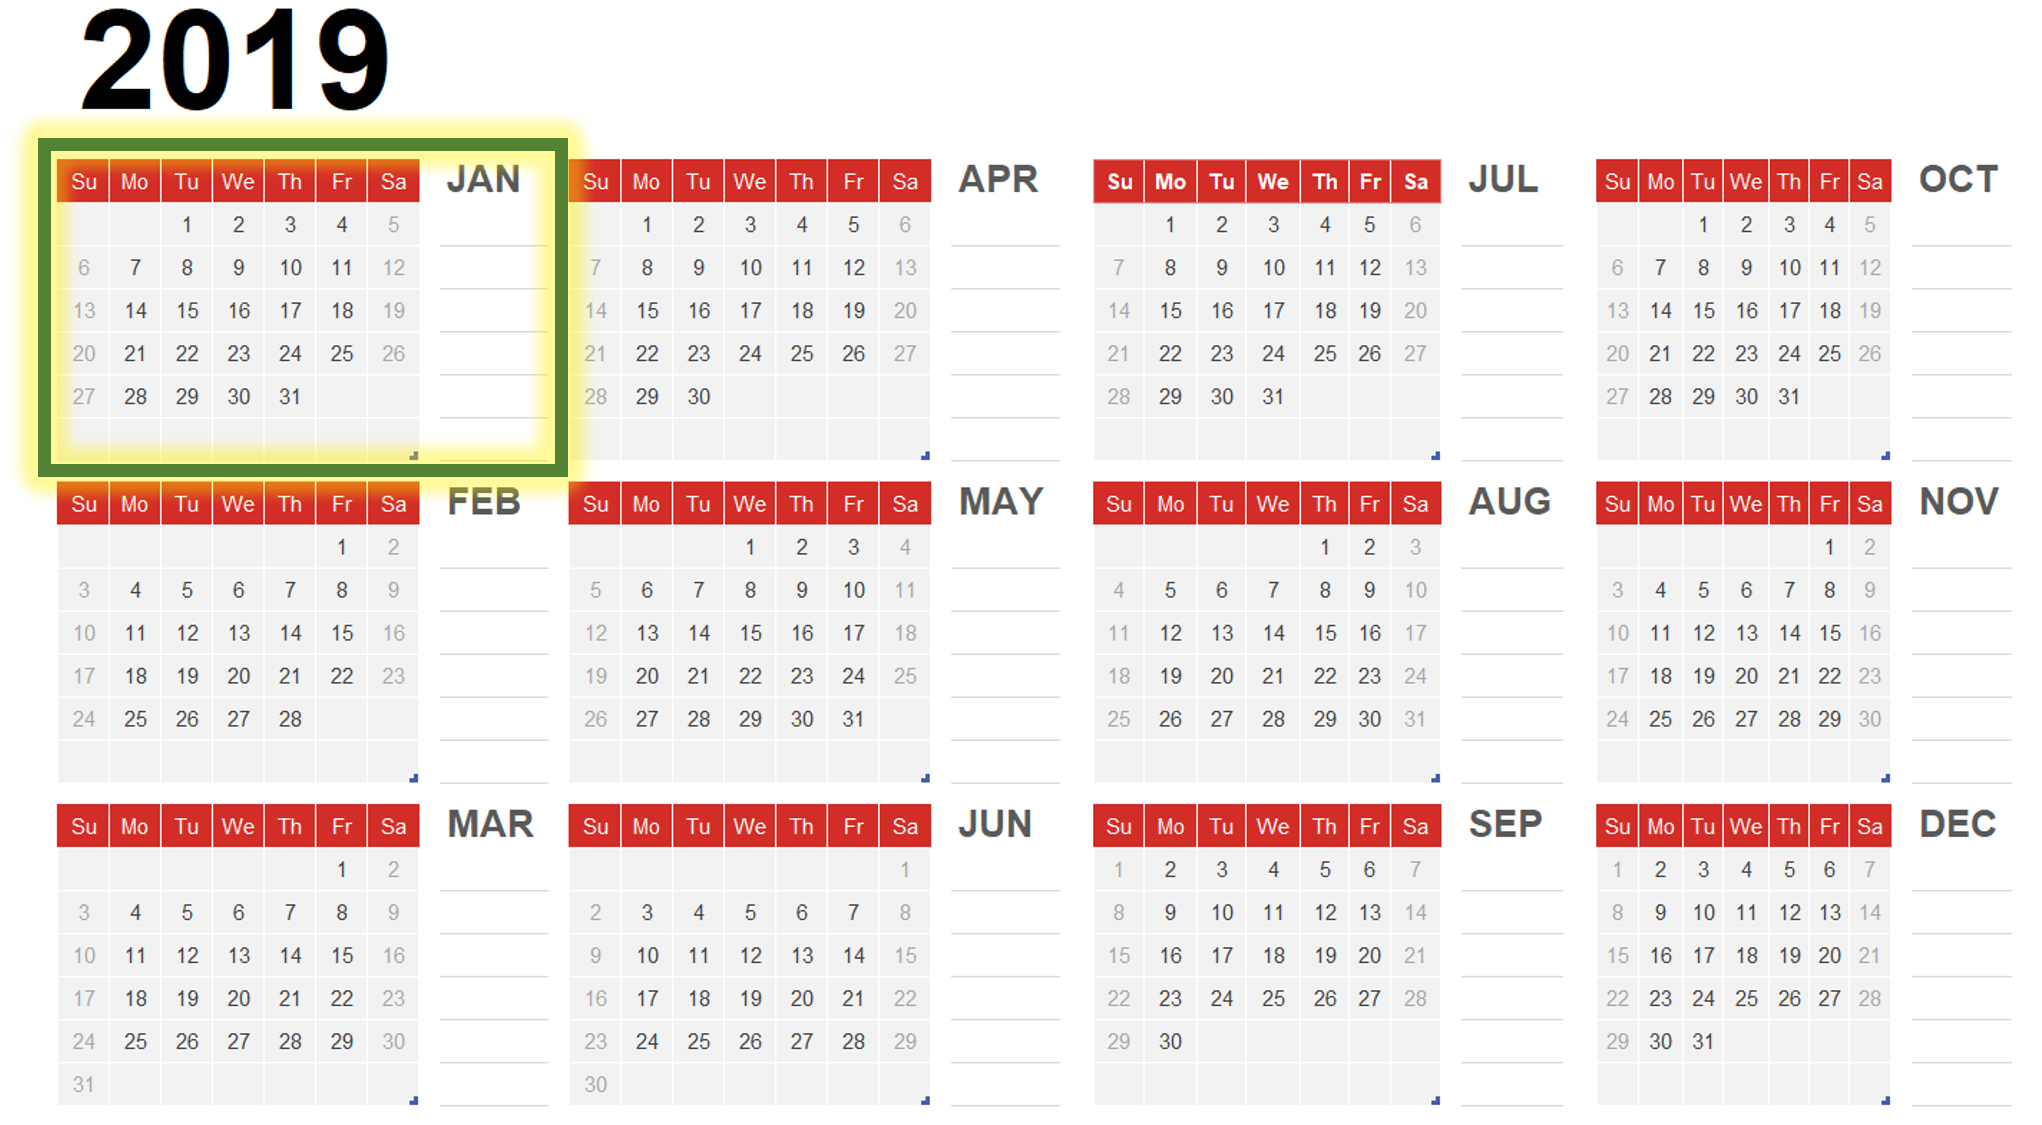 2019
JAN
Su Mo Tu We Th Fr Sa
1 2 3 4 5
6 7 8 9 10 11 12
13 14 15 16 17 18 19
20 21 22 23 24 25 26
27 28 29 30 31
FEB
Su Mo Tu We Th Fr Sa
1 2
3 4 5 6 7 8 9
10 11 12 13 14 15 16
17 18 19 20 21 22 23
24 25 26 27 28
MAR
Su Mo Tu We Th Fr Sa
1 2
3 4 5 6 7 8 9
10 11 12 13 14 15 16
17 18 19 20 21 22 23
24 25 26 27 28 29 30
31
APR
Su Mo Tu We Th Fr Sa
1 2 3 4 5 6
7 8 9 10 11 12 13
14 15 16 17 18 19 20
21 22 23 24 25 26 27
28 29 30
MAY
Su Mo Tu We Th Fr Sa
1 2 3 4
5 6 7 8 9 10 11
12 13 14 15 16 17 18
19 20 21 22 23 24 25
26 27 28 29 30 31
JUN
Su Mo Tu We Th Fr Sa
1
2 3 4 5 6 7 8
9 10 11 12 13 14 15
16 17 18 19 20 21 22
23 24 25 26 27 28 29
30
JUL
Su Mo Tu We Th Fr Sa
1 2 3 4 5 6
7 8 9 10 11 12 13
14 15 16 17 18 19 20
21 22 23 24 25 26 27
28 29 30 31
AUG
Su Mo Tu We Th Fr Sa
1 2 3
4 5 6 7 8 9 10
11 12 13 14 15 16 17
18 19 20 21 22 23 24
25 26 27 28 29 30 31
SEP
Su Mo Tu We Th Fr Sa
1 2 3 4 5 6 7
8 9 10 11 12 13 14
15 16 17 18 19 20 21
22 23 24 25 26 27 28
29 30
OCT
Su Mo Tu We Th Fr Sa
1 2 3 4 5
6 7 8 9 10 11 12
13 14 15 16 17 18 19
20 21 22 23 24 25 26
27 28 29 30 31
NOV
Su Mo Tu We Th Fr Sa
1 2
3 4 5 6 7 8 9
10 11 12 13 14 15 16
17 18 19 20 21 22 23
24 25 26 27 28 29 30
DEC
Su Mo Tu We Th Fr Sa
1 2 3 4 5 6 7
8 9 10 11 12 13 14
15 16 17 18 19 20 21
22 23 24 25 26 27 28
29 30 31